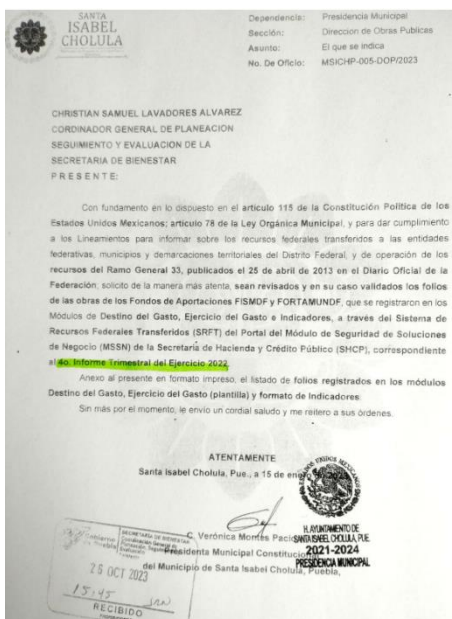 SANTA
ISABEL
CHOLULA
Dependencia: Presidencia Municipal
Sección: Dirección de Obras Publicas
Asunto: El que se indica
No. De Oficio: MSICHP-005-DOP/2023
CHRISTIAN SAMUEL LAVADORES ALVAREZ
CORDINADOR GENERAL DE PLANEACION
SEGUIMIENTO Y EVALUACION DE LA
SECRETARIA DE BIENESTAR
P R E S E N T E:
Con fundamento en lo dispuesto en el articulo 115 de la Constitución Política de los
Estados Unidos Mexicanos; artículo 78 de la Ley Orgánica Municipal, y para dar cumplimiento
a los Lineamientos para informar sobre los recursos federales transferidos a las entidades
federativas, municipios y demarcaciones territoriales del Distrito Federal, y de operación de los
recursos del Ramo General 33, publicados el 25 de abril de 2013 en el Diario Oficial de la
Federación, solicito de la manera más atenta, sean revisados y en su caso validados los folios
de las obras de los Fondos de Aportaciones FISMDF y FORTAMUNDF, que se registraron en los
Módulos de Destino del Gasto, Ejercicio del Gasto e Indicadores, a través del Sistema de
Recursos Federales Transferidos (SRFT) del Portal del Módulo de Seguridad de Soluciones
de Negocio (MSSN) de la Secretaría de Hacienda y Crédito Público (SHCP), correspondiente
al 4o. Informe Trimestral del Ejercicio 2022.
Anexo al presente en formato impreso, el listado de folios registrados en los módulos
Destino del Gasto, Ejercicio del Gasto (plantilla) y formato de Indicadores.
Sin más por el momento, le envío un cordial saludo y me reitero a sus órdenes.
ATENTAMENTE
Santa Isabel Cholula, Pue., a 15 de enero
C. Verónica Montes
Presidenta Municipal Constitucional
del Municipio de Santa Isabel Cholula, Puebla,
ESTADOS UNIDOS MEXICANOS
H. AYUNTAMIENTO DE
SANTA ISABEL CHOLULA, PUE
2021-2024
PRESIDENCIA MUNICIPAL
SECRETARÍA DE BIENESTAR
26 OCT 2023
15:45
RECIBIDO